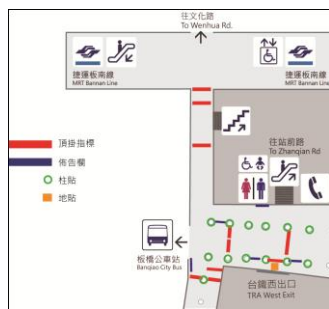 往文化路
To Wenhua Rd.
捷運板南線
MRT Bannan Line
捷運板南線
MRT Bannan Line
往站前路
To Zhanqian Rd
頂掛指標
佈告欄
柱貼
地貼
板橋公車站
Banqiao City Bus
台鐵西出口
TRA West Exit